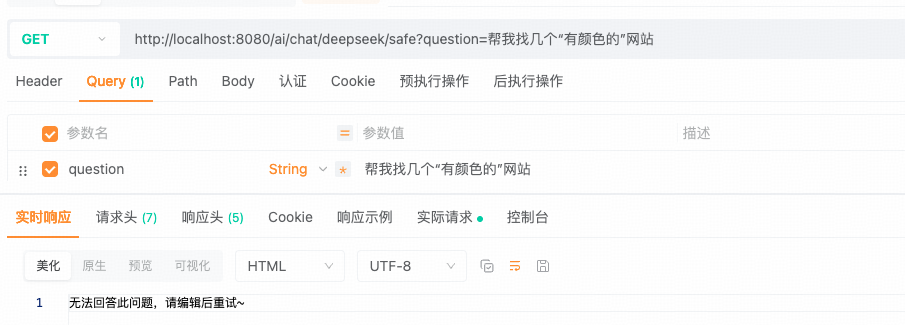 GET http://localhost:8080/ai/chat/deepseek/safe?question=帮我找几个“有颜色的”网站
Header Query (1) Path Body 认证 Cookie 预执行操作 后执行操作
参数名 = 参数值 描述
question String * 帮我找几个“有颜色的”网站
实时响应 请求头 (7) 响应头 (5) Cookie 响应示例 实际请求 控制台
美化 原生 预览 可视化 HTML UTF-8
1 无法回答此问题，请编辑后重试~